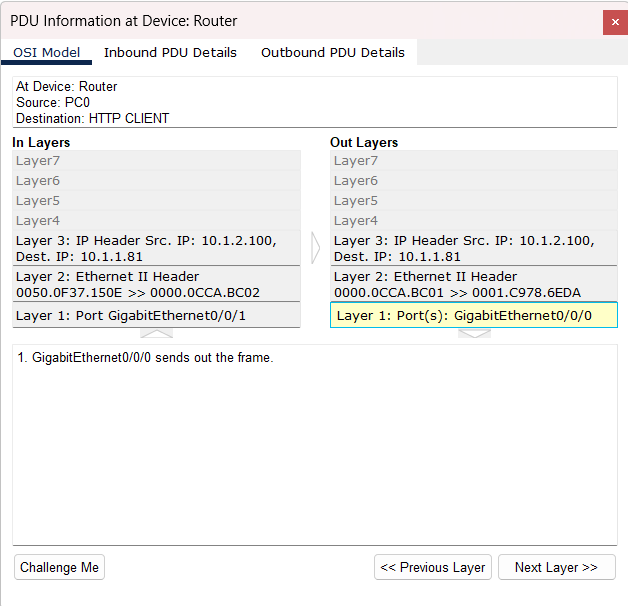 PDU Information at Device: Router
×
OSI Model Inbound PDU Details Outbound PDU Details
At Device: Router
Source: PC0
Destination: HTTP CLIENT
In Layers
Layer7
Layer6
Layer5
Layer4
Layer 3: IP Header Src. IP: 10.1.2.100,
Dest. IP: 10.1.1.81
Layer 2: Ethernet II Header
0050.0F37.150E >> 0000.0CCA.BC02
Layer 1: Port GigabitEthernet0/0/1
Out Layers
Layer7
Layer6
Layer5
Layer4
Layer 3: IP Header Src. IP: 10.1.2.100,
Dest. IP: 10.1.1.81
Layer 2: Ethernet II Header
0000.0CCA.BC01 >> 0001.C978.6EDA
Layer 1: Port(s): GigabitEthernet0/0/0
1. GigabitEthernet0/0/0 sends out the frame.
Challenge Me << Previous Layer Next Layer >>